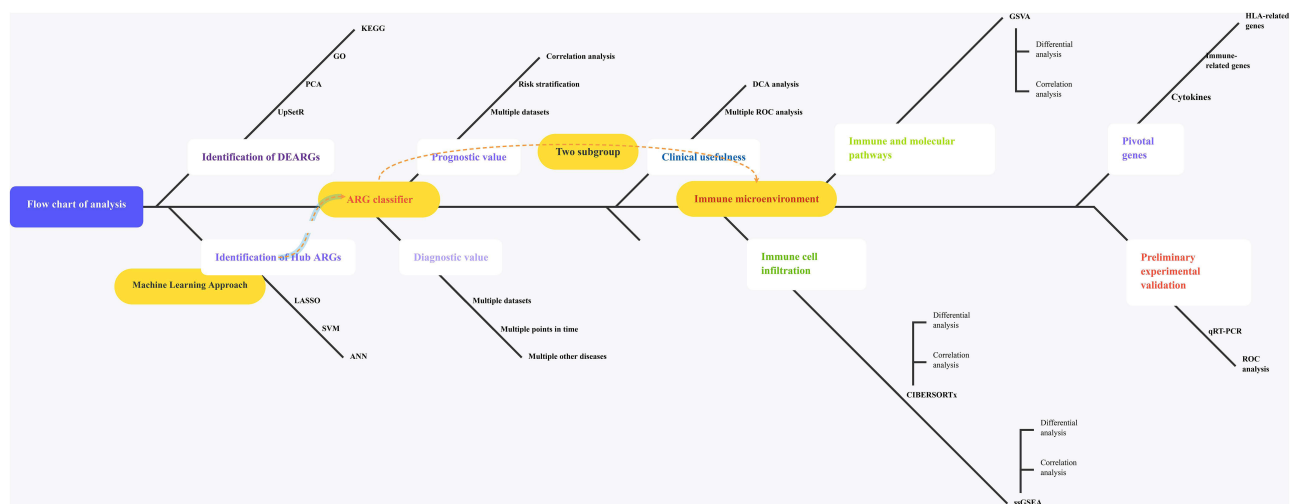 KEGG
GO
PCA
UpSetR
Identification of DEARGs
Correlation analysis
Risk stratification
Multiple datasets
Prognostic value
Two subgroup
DCA analysis
Multiple ROC analysis
Clinical usefulness
GSVA
Differential
analysis
Correlation
analysis
Immune and molecular
pathways
HLA-related
genes
Immune-
related genes
Cytokines
Pivotal
genes
Flow chart of analysis
ARG classifier
Immune microenvironment
Identification of Hub ARGs
Machine Learning Approach
LASSO
SVM
ANN
Diagnostic value
Multiple datasets
Multiple points in time
Multiple other diseases
Immune cell
infiltration
Differential
analysis
Correlation
analysis
CIBERSORTx
Differential
analysis
Correlation
analysis
ssGSEA
Preliminary
experimental
validation
qRT-PCR
ROC
analysis